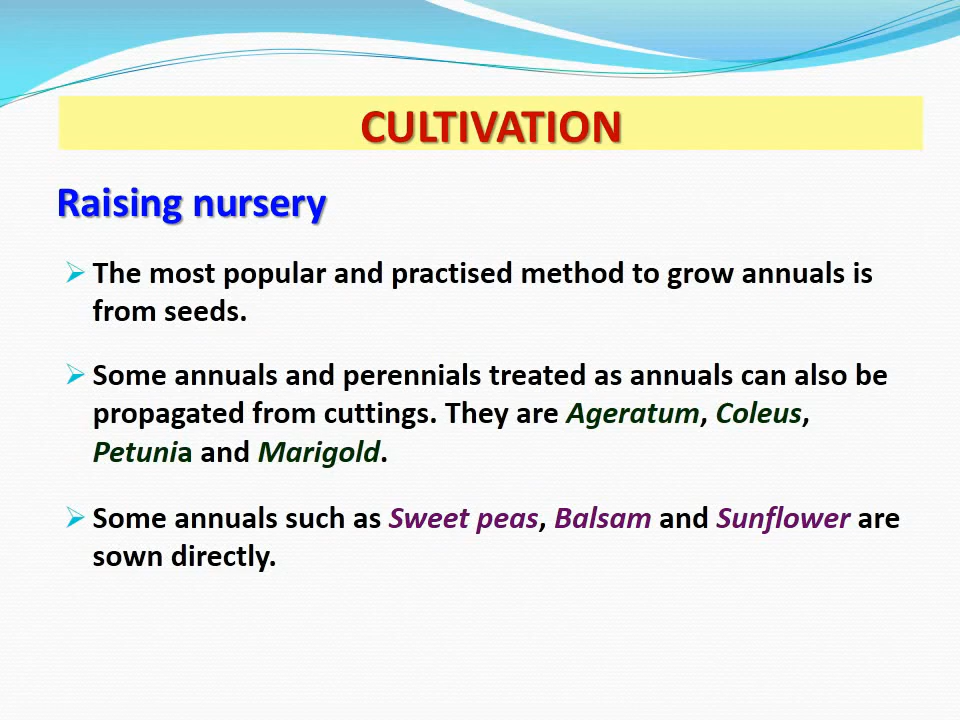 CULTIVATION
Raising nursery
The most popular and practised method to grow annuals is
from seeds.
Some annuals and perennials treated as annuals can also be
propagated from cuttings. They are Ageratum, Coleus,
Petunia and Marigold.
Some annuals such as Sweet peas, Balsam and Sunflower are
sown directly.